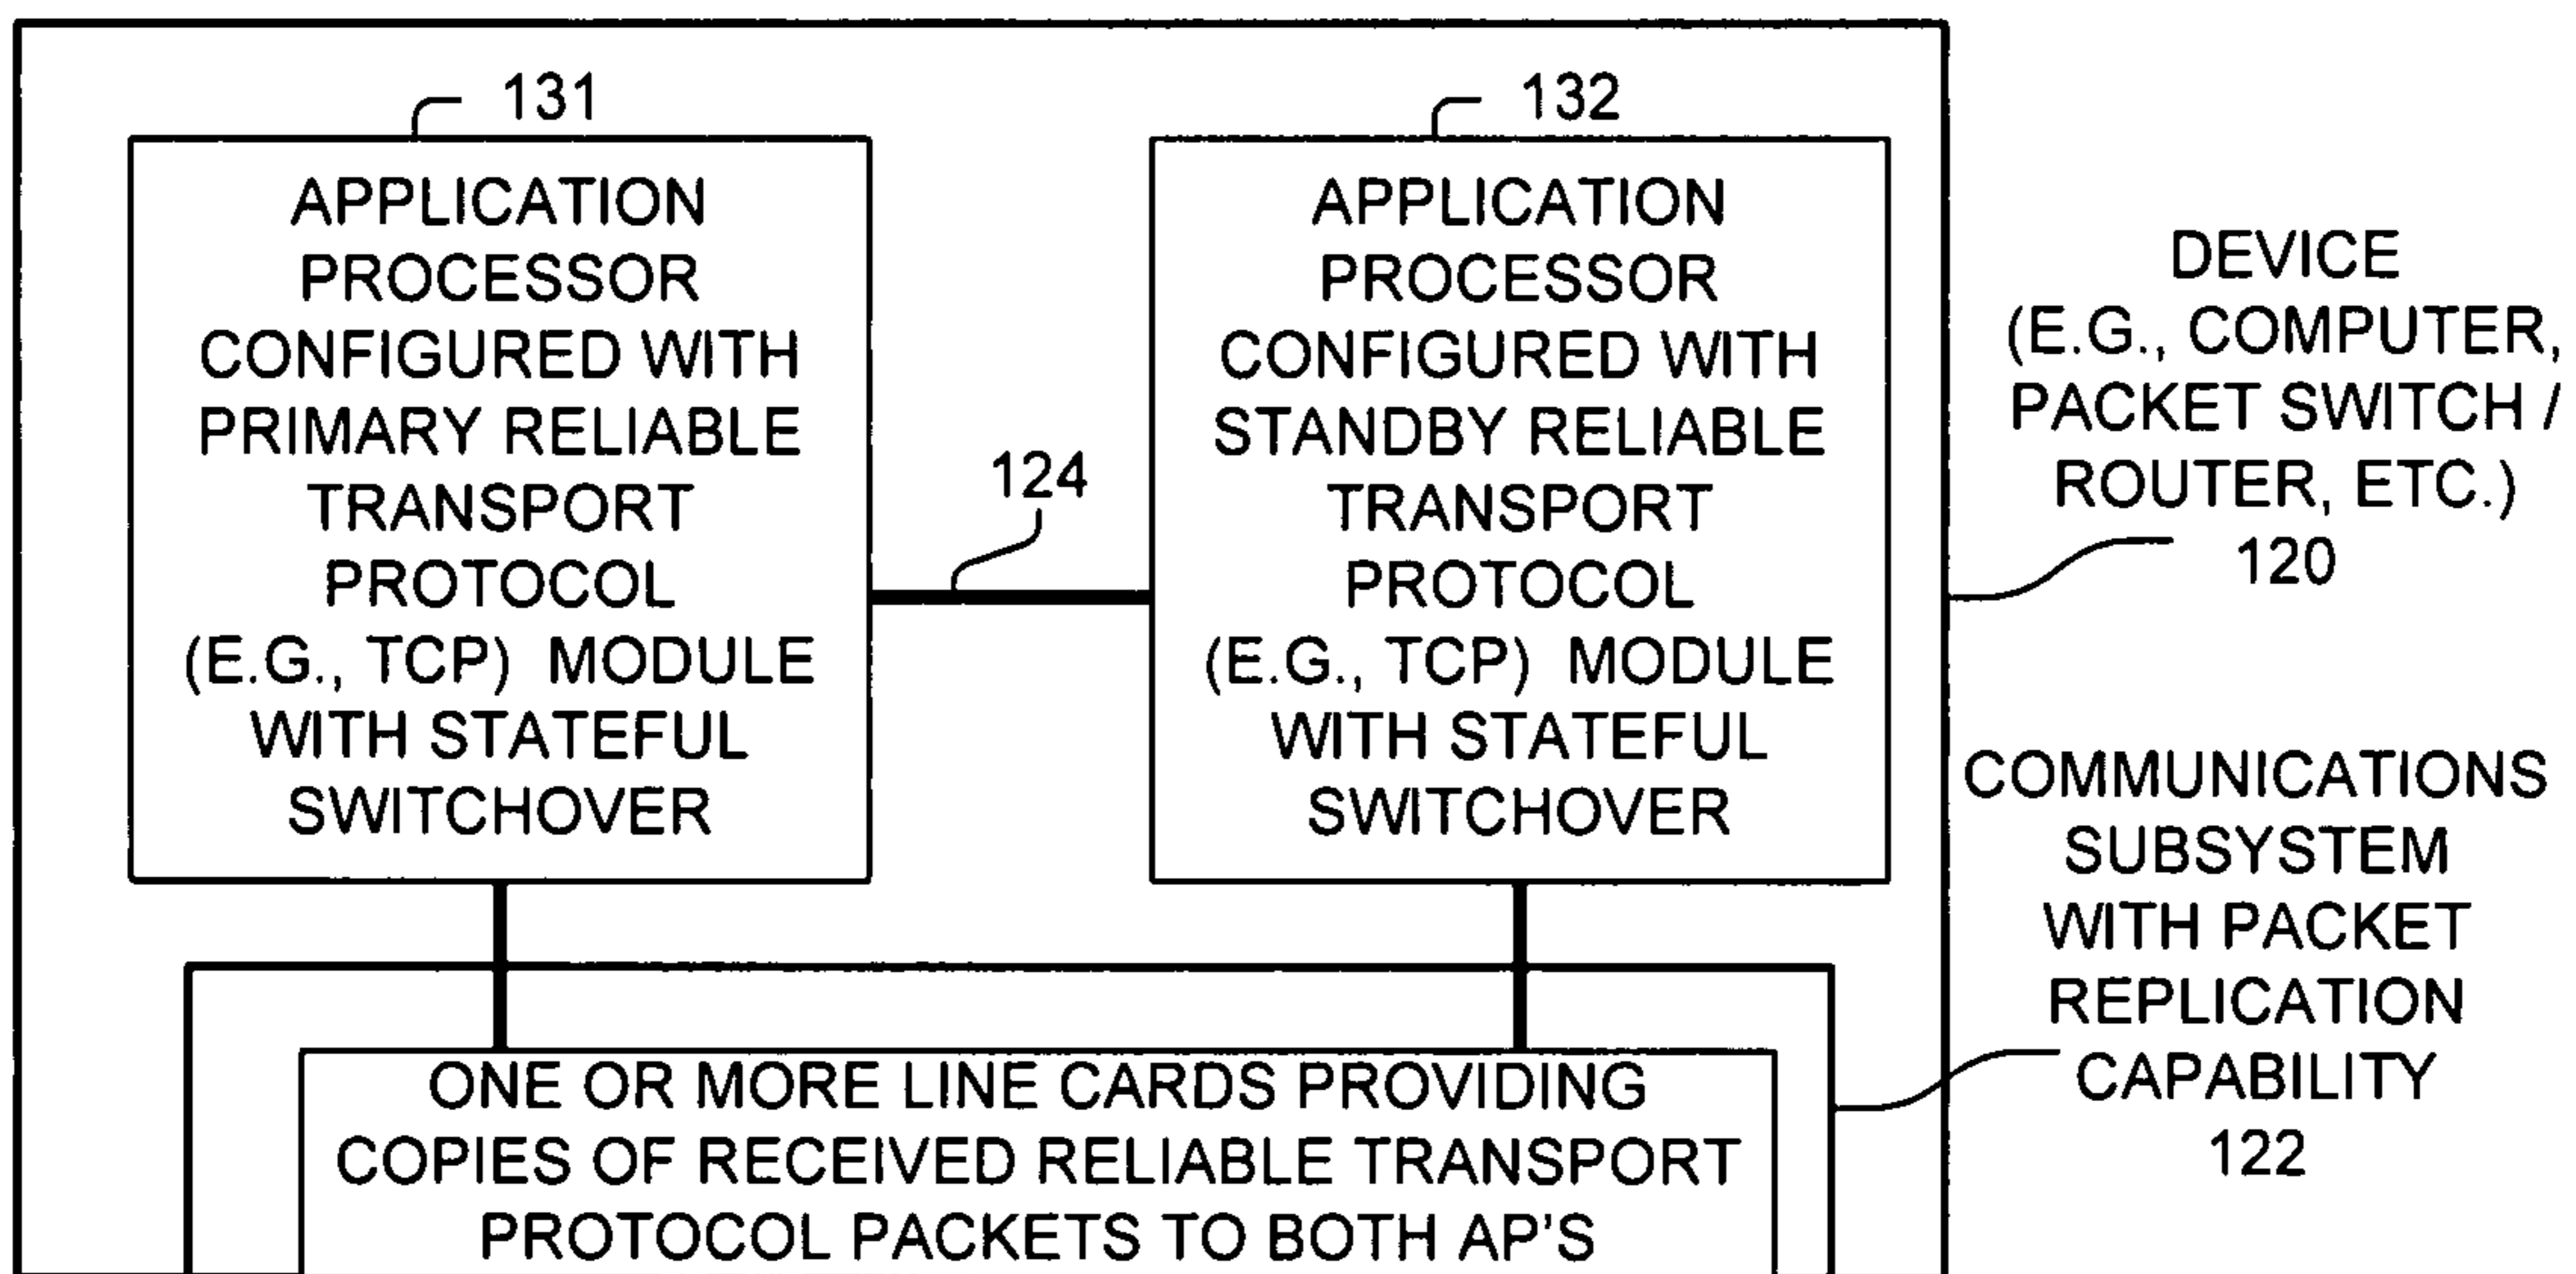 131
APPLICATION
PROCESSOR
CONFIGURED WITH
PRIMARY RELIABLE
TRANSPORT
PROTOCOL
(E.G., TCP) MODULE
WITH STATEFUL
SWITCHOVER
124
132
APPLICATION
PROCESSOR
CONFIGURED WITH
STANDBY RELIABLE
TRANSPORT
PROTOCOL
(E.G., TCP) MODULE
WITH STATEFUL
SWITCHOVER
DEVICE
(E.G., COMPUTER,
PACKET SWITCH /
ROUTER, ETC.)
120
COMMUNICATIONS
SUBSYSTEM
WITH PACKET
REPLICATION
CAPABILITY
122
ONE OR MORE LINE CARDS PROVIDING
COPIES OF RECEIVED RELIABLE TRANSPORT
PROTOCOL PACKETS TO BOTH AP'S